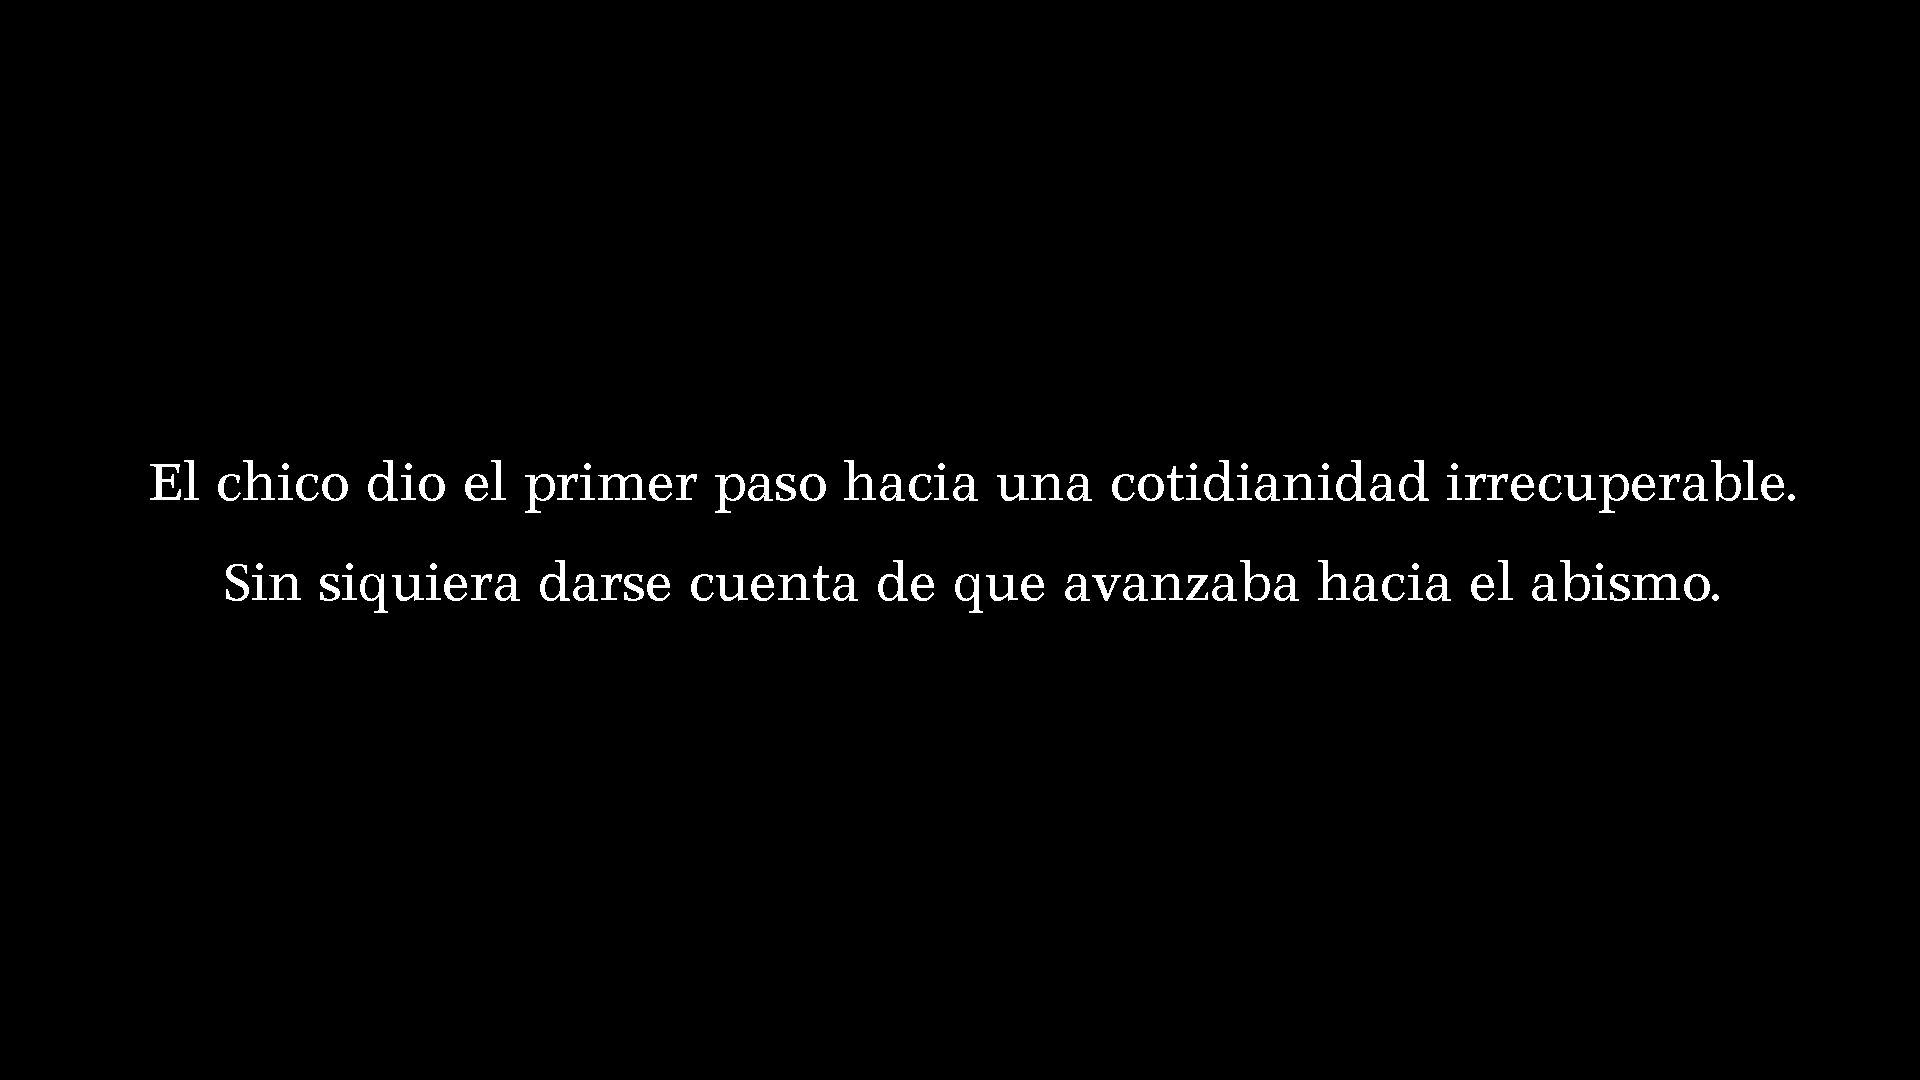 El chico dio el primer paso hacia una cotidianidad irrecuperable.
Sin siquiera darse cuenta de que avanzaba hacia el abismo.